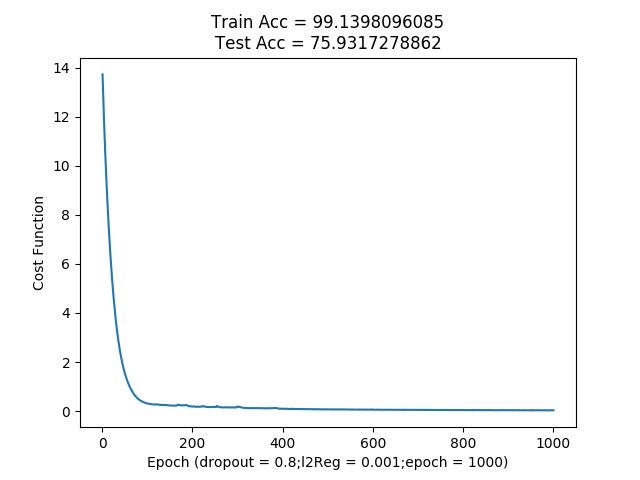 Train Acc = 99.1398096085
Test Acc = 75.9317278862
14
12
10
8
6
4
2
0
Cost Function
0 200 400 600 800 1000
Epoch (dropout = 0.8;l2Reg = 0.001;epoch = 1000)